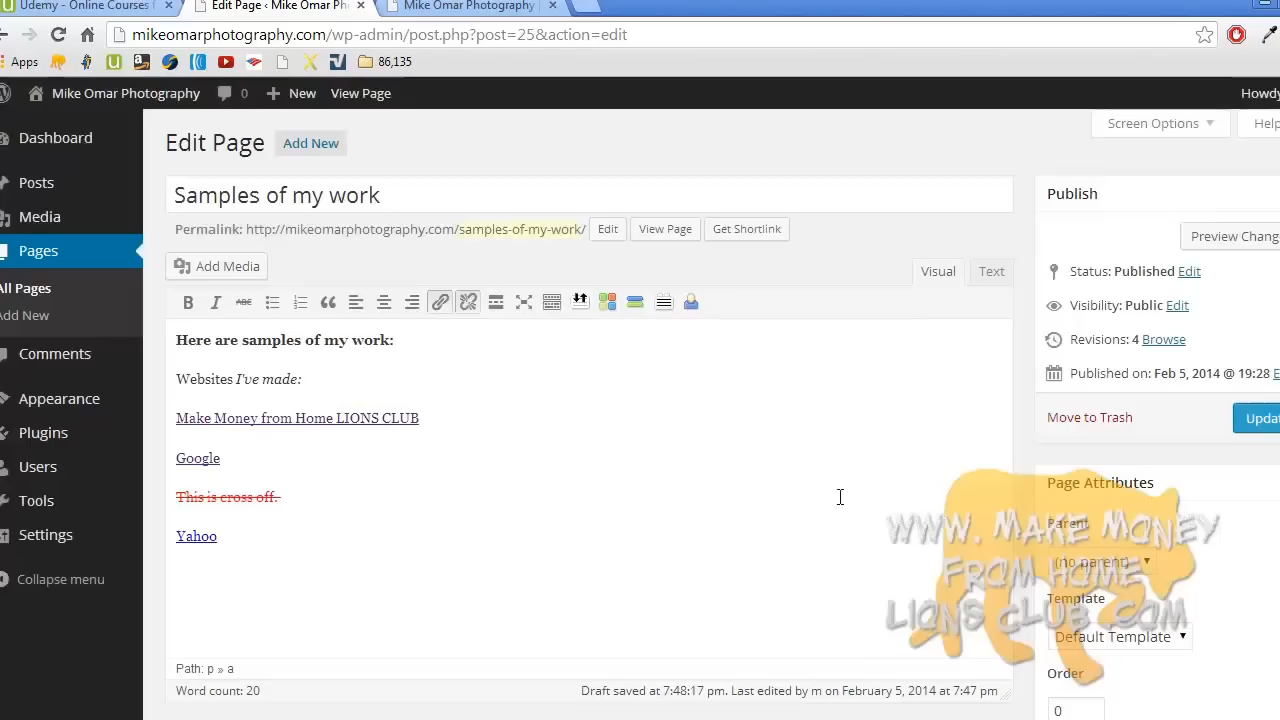 Udemy - Online Courses
Edit Page ‹ Mike Omar Ph
Mike Omar Photography
mikeomarphotography.com/wp-admin/post.php?post=25&action=edit
Apps
86,135
Mike Omar Photography
0
New
View Page
Howdy
Dashboard
Posts
Media
Pages
All Pages
Add New
Comments
Appearance
Plugins
Users
Tools
Settings
Collapse menu
Edit Page
Add New
Screen Options
Help
Samples of my work
Permalink: http://mikeomarphotography.com/samples-of-my-work/
Edit
View Page
Get Shortlink
Add Media
Visual
Text
B I ABC
Here are samples of my work:
Websites I've made:
Make Money from Home LIONS CLUB
Google
This is cross off.
Yahoo
Path: p » a
Word count: 20
Draft saved at 7:48:17 pm. Last edited by m on February 5, 2014 at 7:47 pm
Publish
Preview Chang
Status: Published Edit
Visibility: Public Edit
Revisions: 4 Browse
Published on: Feb 5, 2014 @ 19:28 E
Move to Trash
Updat
Page Attributes
Parent
(no parent)
Template
Default Template
Order
0
WWW. MAKE MONEY
FROM HOME
LIONS CLUB.COM